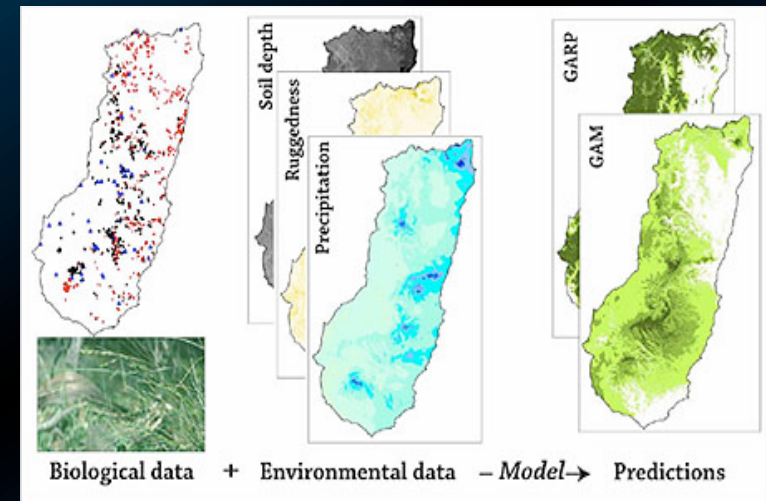 Soil depth
Ruggedness
Precipitation
GARP
GAM
Biological data + Environmental data – Model→ Predictions